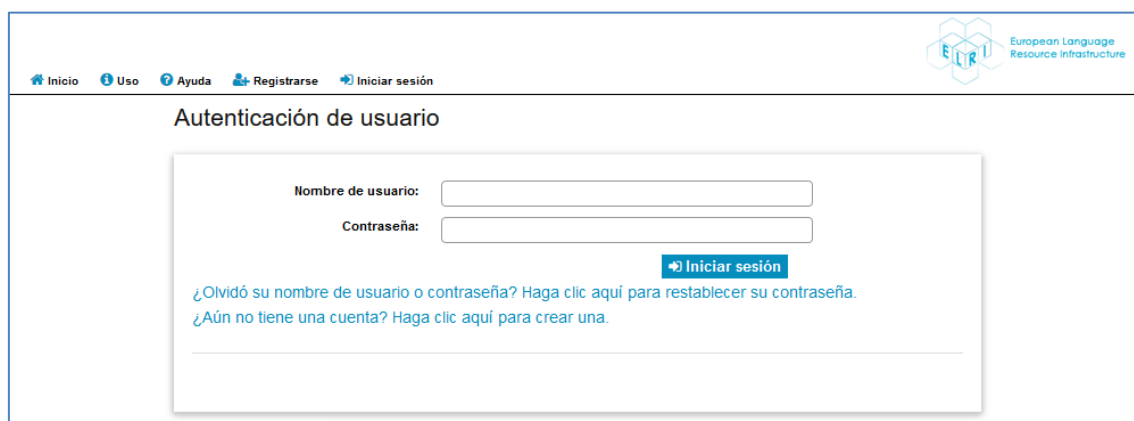 ELRI
European Language
Resource Infrastructure
Inicio Uso Ayuda Registrarse Iniciar sesión
Autenticación de usuario
Nombre de usuario:
Contraseña:
Iniciar sesión
¿Olvidó su nombre de usuario o contraseña? Haga clic aquí para restablecer su contraseña.
¿Aún no tiene una cuenta? Haga clic aquí para crear una.